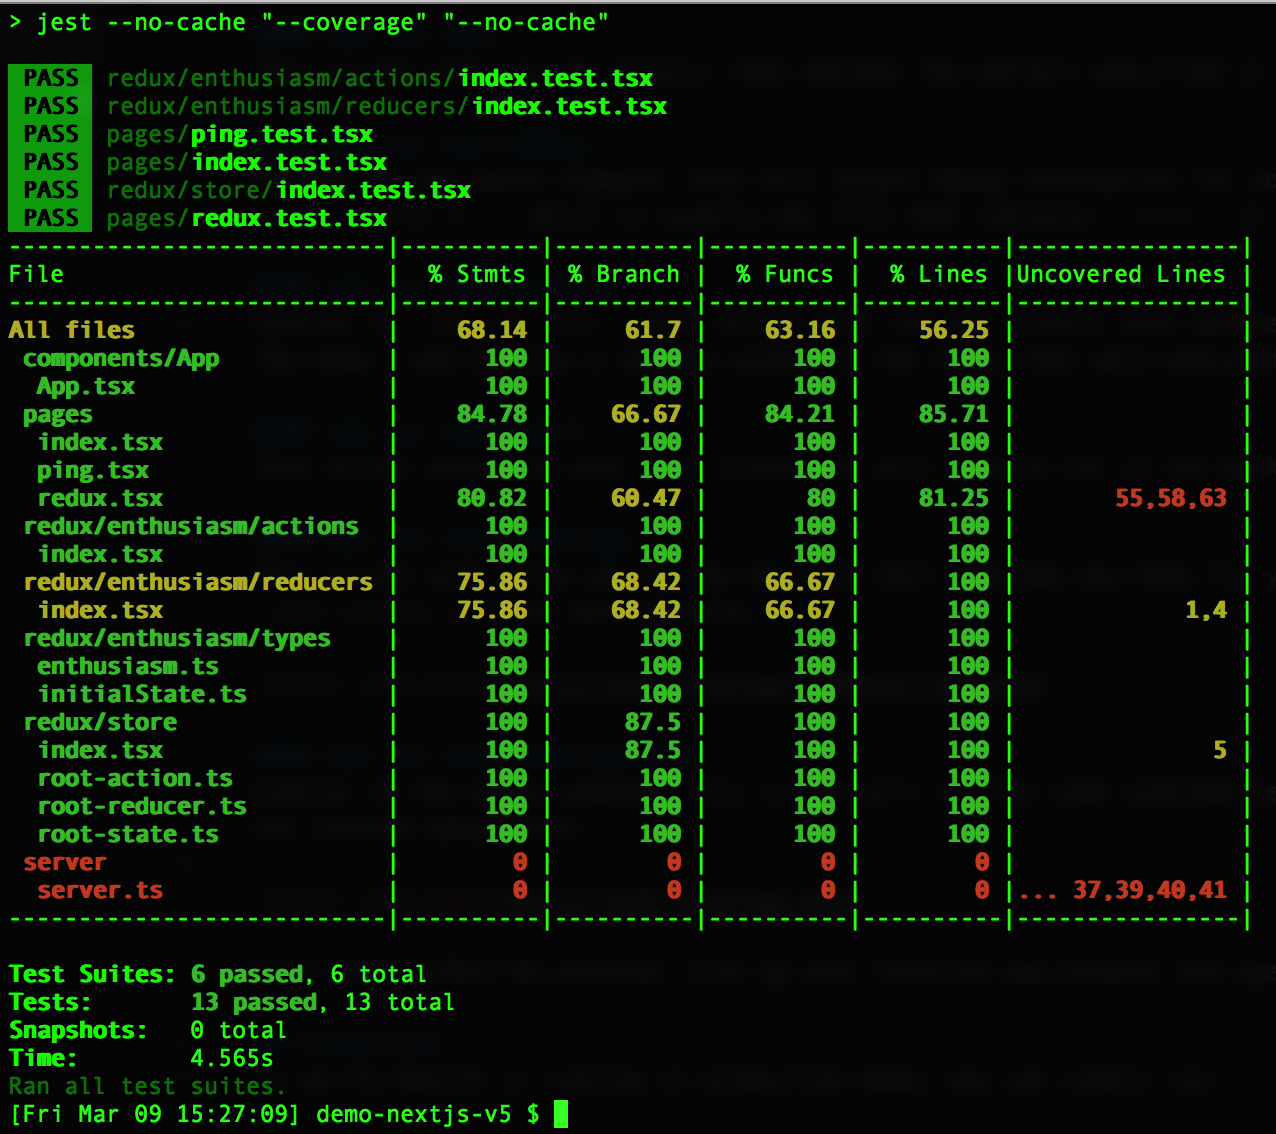 > jest --no-cache "--coverage" "--no-cache"
PASS redux/enthusiasm/actions/index.test.tsx
PASS redux/enthusiasm/reducers/index.test.tsx
PASS pages/ping.test.tsx
PASS pages/index.test.tsx
PASS redux/store/index.test.tsx
PASS pages/redux.test.tsx
---------------------------|----------|----------|----------|----------|----------------|
File                       |  % Stmts | % Branch |  % Funcs |  % Lines |Uncovered Lines |
---------------------------|----------|----------|----------|----------|----------------|
All files                  |    68.14 |     61.7 |    63.16 |    56.25 |                |
 components/App            |      100 |      100 |      100 |      100 |                |
  App.tsx                  |      100 |      100 |      100 |      100 |                |
 pages                     |    84.78 |    66.67 |    84.21 |    85.71 |                |
  index.tsx                |      100 |      100 |      100 |      100 |                |
  ping.tsx                 |      100 |      100 |      100 |      100 |                |
  redux.tsx                |    80.82 |    60.47 |       80 |    81.25 |       55,58,63 |
 redux/enthusiasm/actions  |      100 |      100 |      100 |      100 |                |
  index.tsx                |      100 |      100 |      100 |      100 |                |
 redux/enthusiasm/reducers |    75.86 |    68.42 |    66.67 |      100 |                |
  index.tsx                |    75.86 |    68.42 |    66.67 |      100 |            1,4 |
 redux/enthusiasm/types    |      100 |      100 |      100 |      100 |                |
  enthusiasm.ts            |      100 |      100 |      100 |      100 |                |
  initialState.ts          |      100 |      100 |      100 |      100 |                |
 redux/store               |      100 |     87.5 |      100 |      100 |                |
  index.tsx                |      100 |     87.5 |      100 |      100 |              5 |
  root-action.ts           |      100 |      100 |      100 |      100 |                |
  root-reducer.ts          |      100 |      100 |      100 |      100 |                |
  root-state.ts            |      100 |      100 |      100 |      100 |                |
 server                    |        0 |        0 |        0 |        0 |                |
  server.ts                |        0 |        0 |        0 |        0 |... 37,39,40,41 |
---------------------------|----------|----------|----------|----------|----------------|
Test Suites: 6 passed, 6 total
Tests:       13 passed, 13 total
Snapshots:   0 total
Time:        4.565s
Ran all test suites.
[Fri Mar 09 15:27:09] demo-nextjs-v5 $